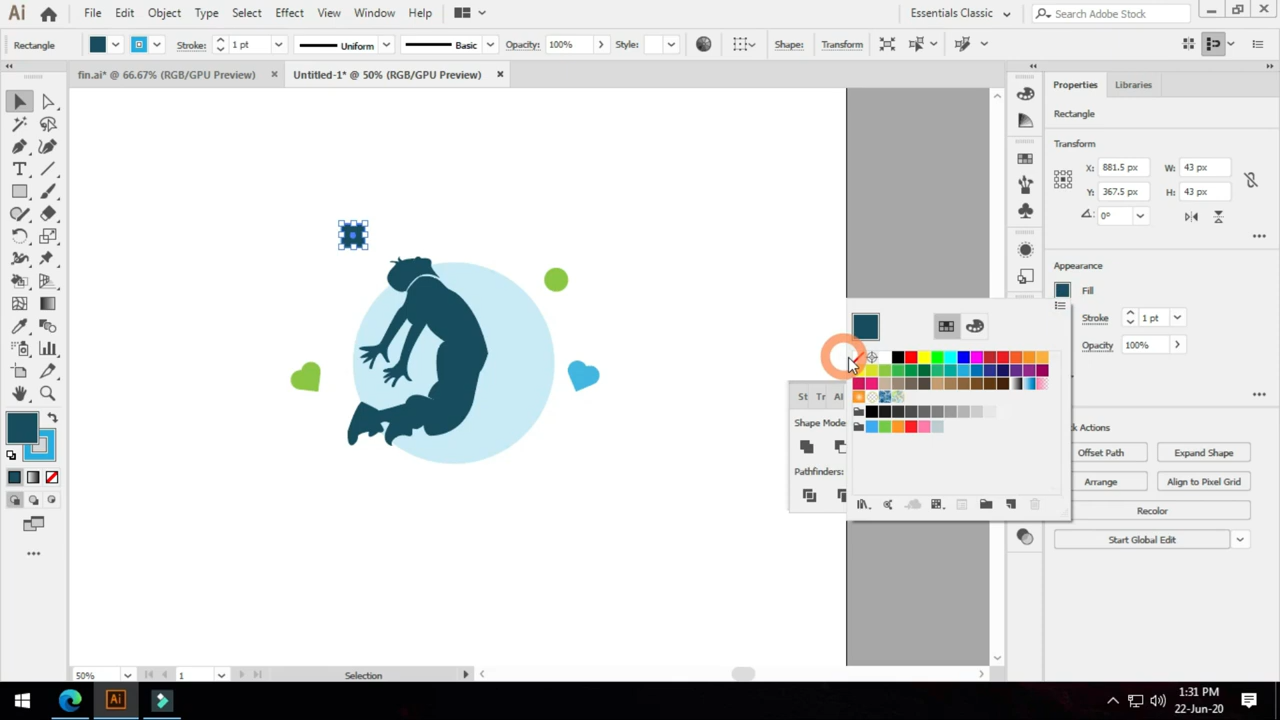 Ai File Edit Object Type Select Effect View Window Help Essentials Classic Search Adobe Stock
Rectangle Stroke: 1 pt Uniform Basic Opacity: 100% Style: Shape: Transform
fin.ai* @ 66.67% (RGB/GPU Preview) Untitled-1* @ 50% (RGB/GPU Preview) Properties Libraries
Rectangle
Transform
X: 881.5 px W: 43 px
Y: 367.5 px H: 43 px
0°
Appearance
Fill
Stroke 1 pt
Opacity 100%
St Tr Al
Shape Mode
Pathfinders:
ck Actions
Offset Path Expand Shape
Arrange Align to Pixel Grid
Recolor
Start Global Edit
50% 1 Selection
Ai 1:31 PM
22-Jun-20